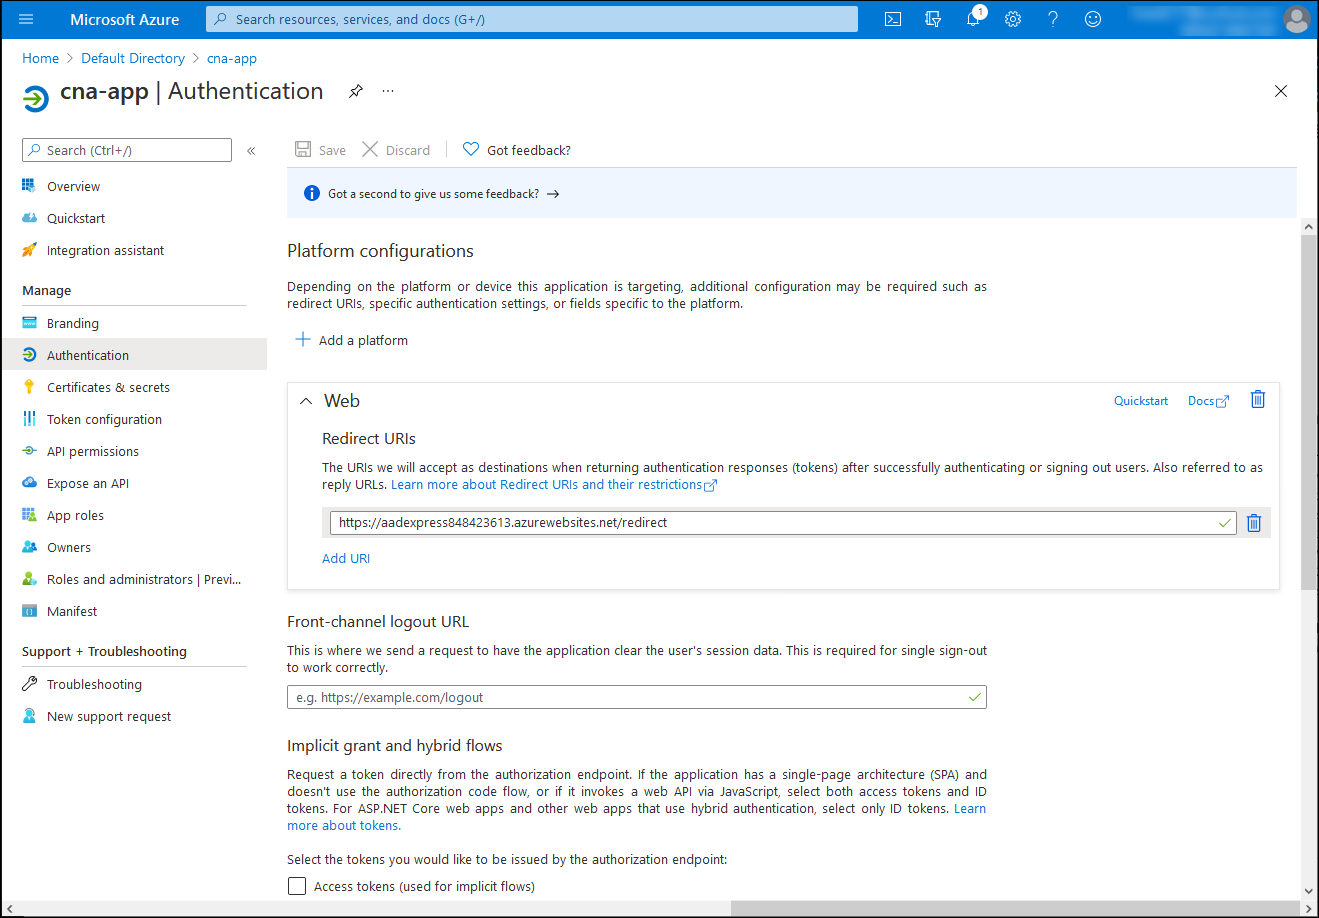 Microsoft Azure
Search resources, services, and docs (G+/)
1
Home > Default Directory > cna-app
cna-app | Authentication
...
Search (Ctrl+/)
«
Overview
Quickstart
Integration assistant
Manage
Branding
Authentication
Certificates & secrets
Token configuration
API permissions
Expose an API
App roles
Owners
Roles and administrators | Previ...
Manifest
Support + Troubleshooting
Troubleshooting
New support request
Save
Discard
Got feedback?
Got a second to give us some feedback? →
Platform configurations
Depending on the platform or device this application is targeting, additional configuration may be required such as
redirect URIs, specific authentication settings, or fields specific to the platform.
+ Add a platform
Web
Quickstart
Docs
Redirect URIs
The URIs we will accept as destinations when returning authentication responses (tokens) after successfully authenticating or signing out users. Also referred to as
reply URLs. Learn more about Redirect URIs and their restrictions
https://aadexpress848423613.azurewebsites.net/redirect
Add URI
Front-channel logout URL
This is where we send a request to have the application clear the user's session data. This is required for single sign-out
to work correctly.
e.g. https://example.com/logout
Implicit grant and hybrid flows
Request a token directly from the authorization endpoint. If the application has a single-page architecture (SPA) and
doesn't use the authorization code flow, or if it invokes a web API via JavaScript, select both access tokens and ID
tokens. For ASP.NET Core web apps and other web apps that use hybrid authentication, select only ID tokens. Learn
more about tokens.
Select the tokens you would like to be issued by the authorization endpoint:
Access tokens (used for implicit flows)